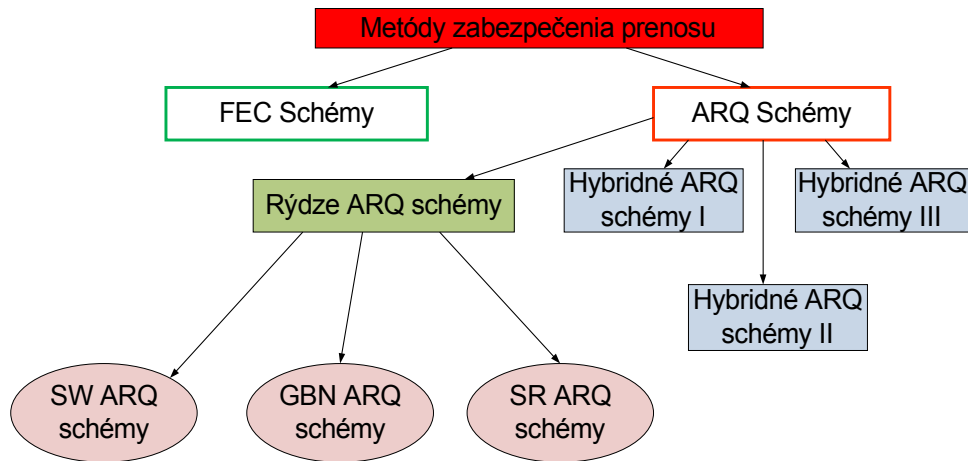 Metódy zabezpečenia prenosu
FEC Schémy
ARQ Schémy
Rýdze ARQ schémy
Hybridné ARQ
schémy I
Hybridné ARQ
schémy III
Hybridné ARQ
schémy II
SW ARQ
schémy
GBN ARQ
schémy
SR ARQ
schémy